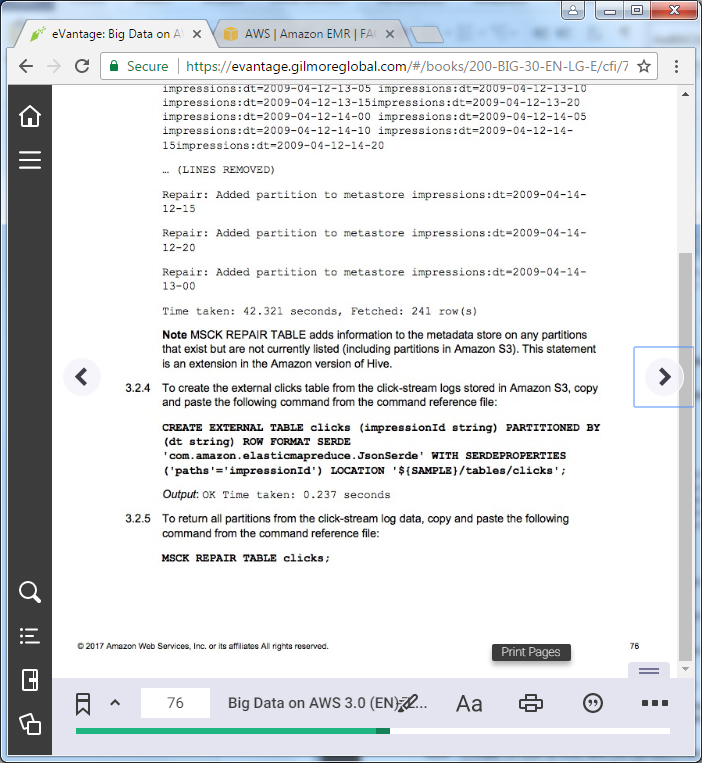 eVantage: Big Data on A
AWS | Amazon EMR | FA
Secure
https://evantage.gilmoreglobal.com/#/books/200-BIG-30-EN-LG-E/cfi/7
impressions:dt=2009-04-12-13-05 impressions:dt=2009-04-12-13-10
impressions:dt=2009-04-12-13-15impressions:dt=2009-04-12-13-20
impressions:dt=2009-04-12-14-00 impressions:dt=2009-04-12-14-05
impressions:dt=2009-04-12-14-10 impressions:dt=2009-04-12-14-
15impressions:dt=2009-04-12-14-20
… (LINES REMOVED)
Repair: Added partition to metastore impressions:dt=2009-04-14-
12-15
Repair: Added partition to metastore impressions:dt=2009-04-14-
12-20
Repair: Added partition to metastore impressions:dt=2009-04-14-
13-00
Time taken: 42.321 seconds, Fetched: 241 row(s)
Note MSCK REPAIR TABLE adds information to the metadata store on any partitions
that exist but are not currently listed (including partitions in Amazon S3). This statement
is an extension in the Amazon version of Hive.
3.2.4 To create the external clicks table from the click-stream logs stored in Amazon S3, copy
and paste the following command from the command reference file:
CREATE EXTERNAL TABLE clicks (impressionId string) PARTITIONED BY
(dt string) ROW FORMAT SERDE
'com.amazon.elasticmapreduce.JsonSerde' WITH SERDEPROPERTIES
('paths'='impressionId') LOCATION '${SAMPLE}/tables/clicks';
Output: OK Time taken: 0.237 seconds
3.2.5 To return all partitions from the click-stream log data, copy and paste the following
command from the command reference file:
MSCK REPAIR TABLE clicks;
© 2017 Amazon Web Services, Inc. or its affiliates All rights reserved.
76
Print Pages
76
Big Data on AWS 3.0 (EN)
Aa